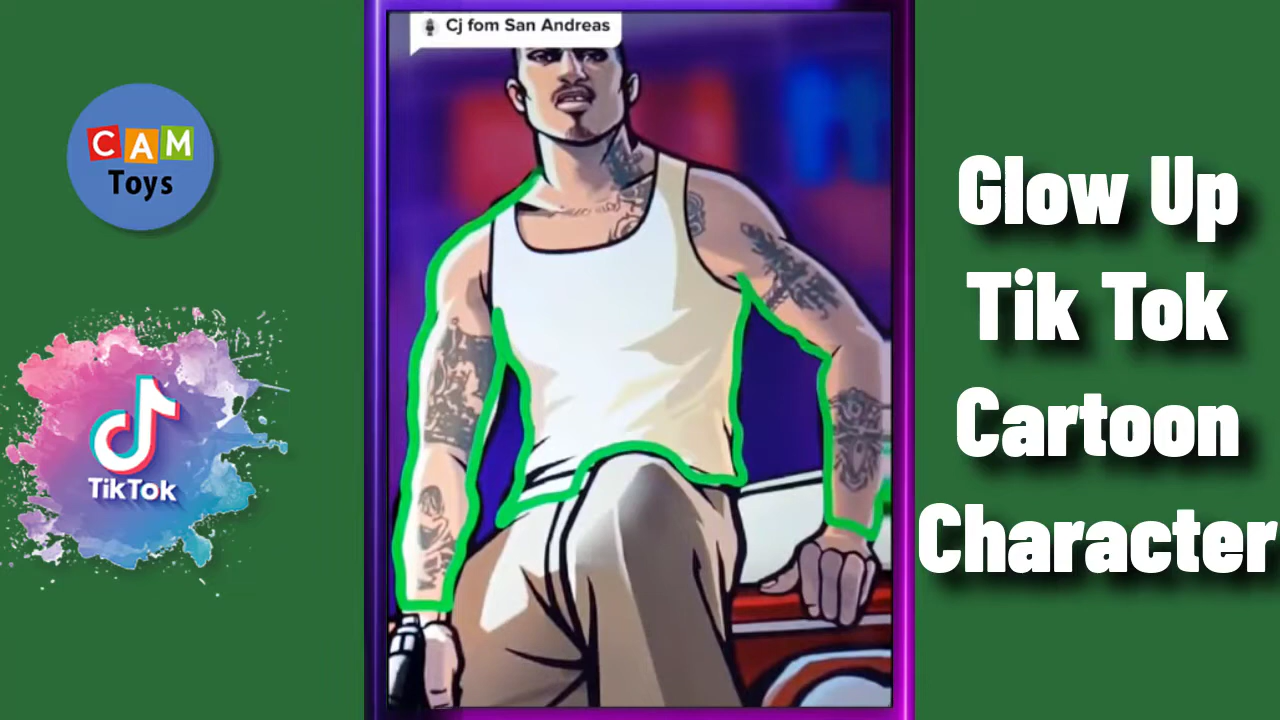 Cj fom San Andreas
CAM
Toys
TikTok
Glow Up
Tik Tok
Cartoon
Character